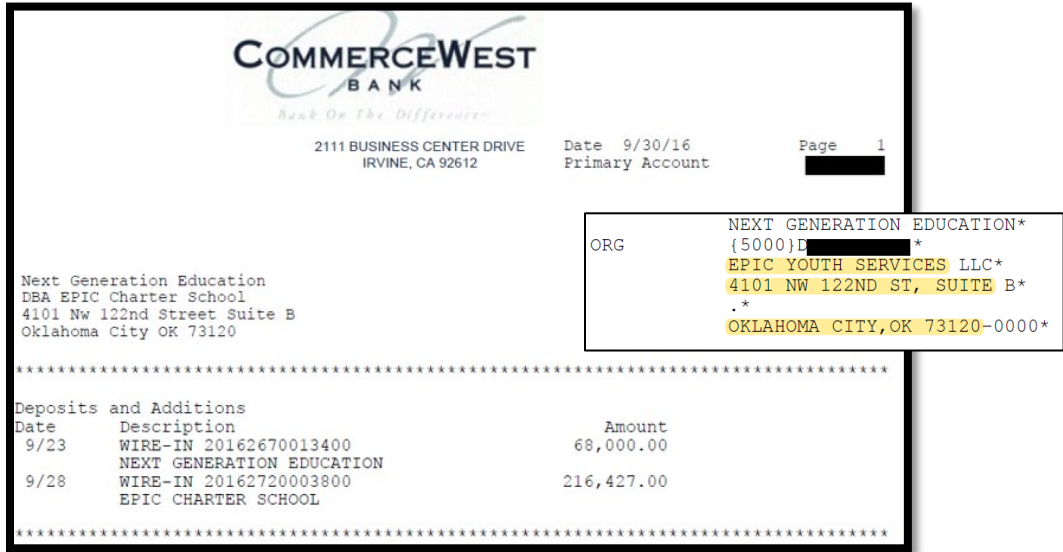 COMMERCEWEST
BANK
Bank On The Difference
2111 BUSINESS CENTER DRIVE
IRVINE, CA 92612
Date 9/30/16 Page 1
Primary Account
NEXT GENERATION EDUCATION*
ORG {5000}D *
EPIC YOUTH SERVICES LLC*
4101 NW 122ND ST, SUITE B*
.*
OKLAHOMA CITY,OK 73120-0000*
Next Generation Education
DBA EPIC Charter School
4101 Nw 122nd Street Suite B
Oklahoma City OK 73120
Deposits and Additions
Date Description Amount
9/23 WIRE-IN 20162670013400 68,000.00
NEXT GENERATION EDUCATION
9/28 WIRE-IN 20162720003800 216,427.00
EPIC CHARTER SCHOOL